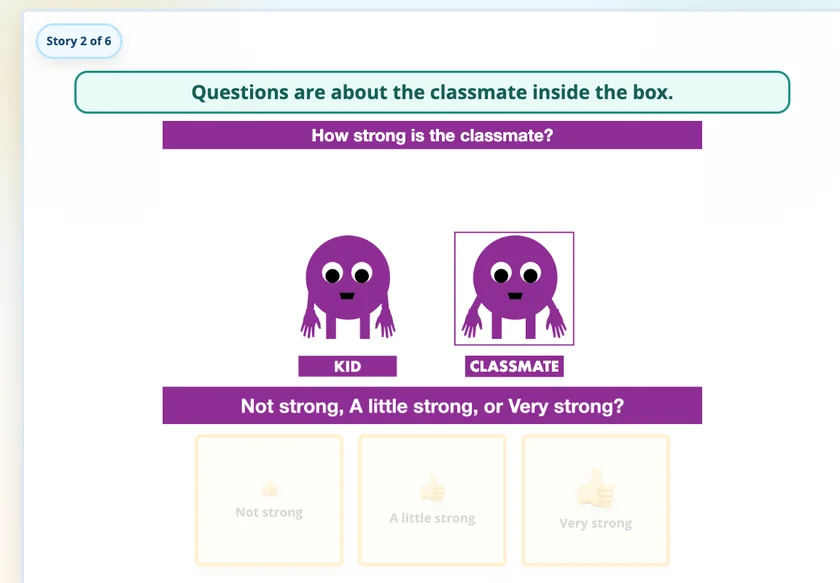 Story 2 of 6
Questions are about the classmate inside the box.
How strong is the classmate?
KID
CLASSMATE
Not strong, A little strong, or Very strong?
Not strong
A little strong
Very strong